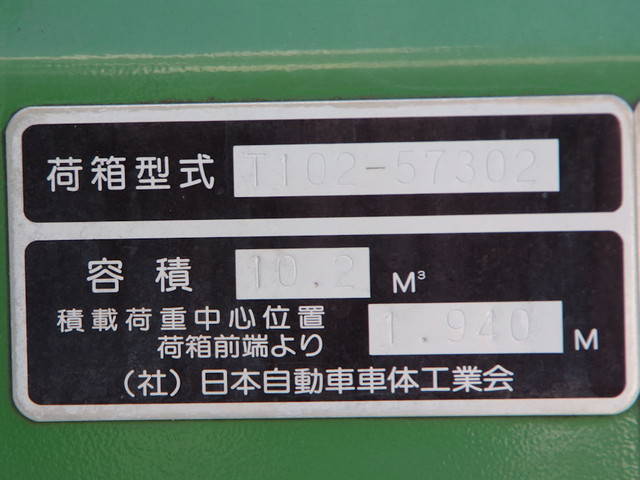 荷箱型式 T102-57302
容積 10.2 M³
積載荷重中心位置
荷箱前端より 1.940 M
（社）日本自動車車体工業会